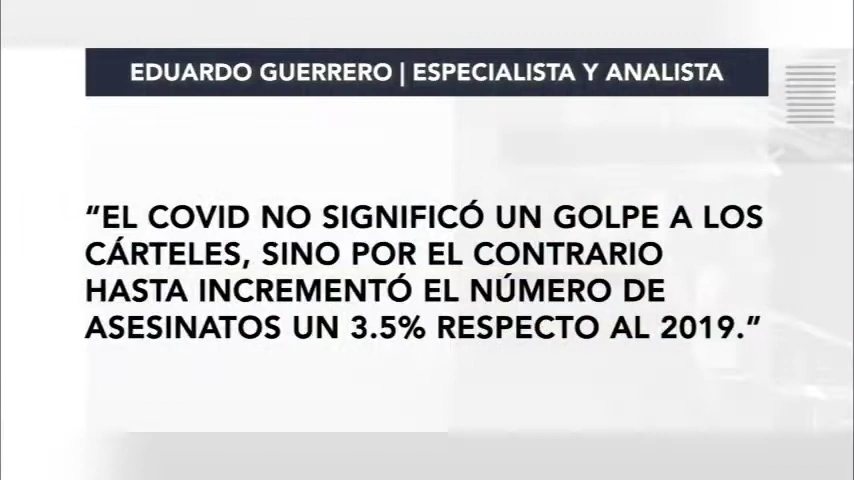 EDUARDO GUERRERO | ESPECIALISTA Y ANALISTA
“EL COVID NO SIGNIFICÓ UN GOLPE A LOS
CÁRTELES, SINO POR EL CONTRARIO
HASTA INCREMENTÓ EL NÚMERO DE
ASESINATOS UN 3.5% RESPECTO AL 2019.”